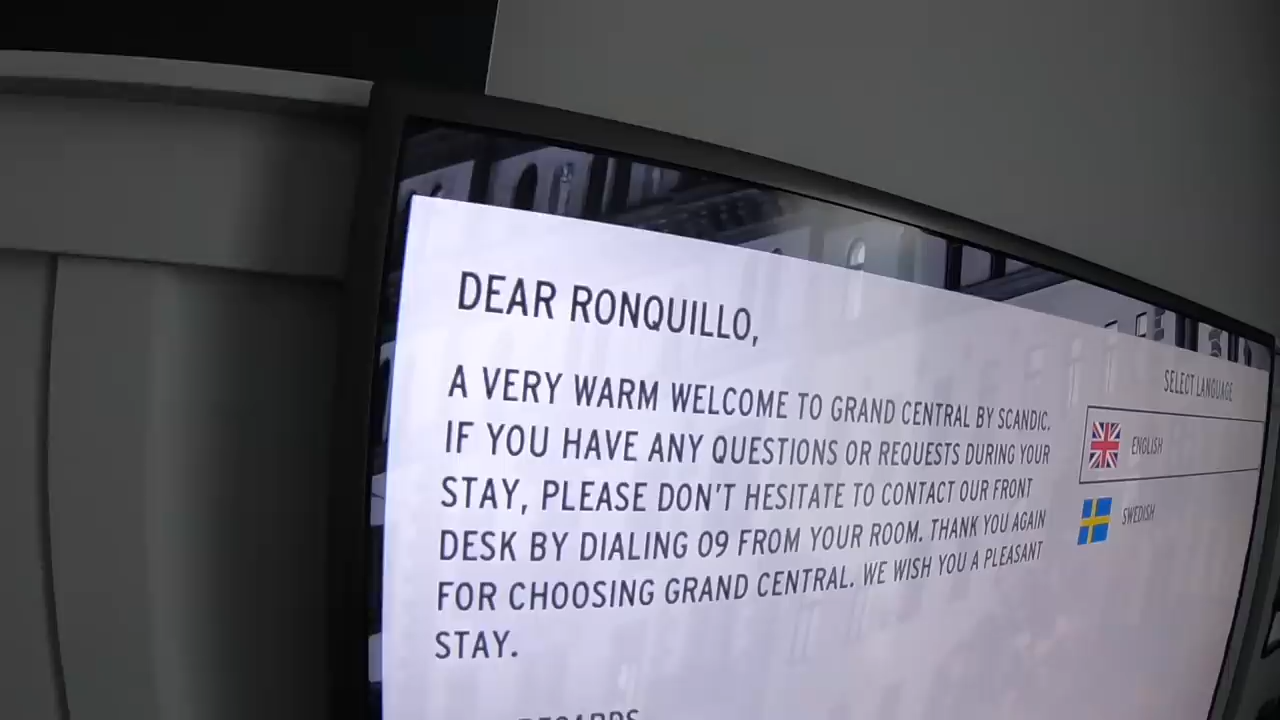 DEAR RONQUILLO,
A VERY WARM WELCOME TO GRAND CENTRAL BY SCANDIC.
IF YOU HAVE ANY QUESTIONS OR REQUESTS DURING YOUR
STAY, PLEASE DON'T HESITATE TO CONTACT OUR FRONT
DESK BY DIALING 09 FROM YOUR ROOM. THANK YOU AGAIN
FOR CHOOSING GRAND CENTRAL. WE WISH YOU A PLEASANT
STAY.
REGARDS
SELECT LANGUAGE
ENGLISH
SWEDISH